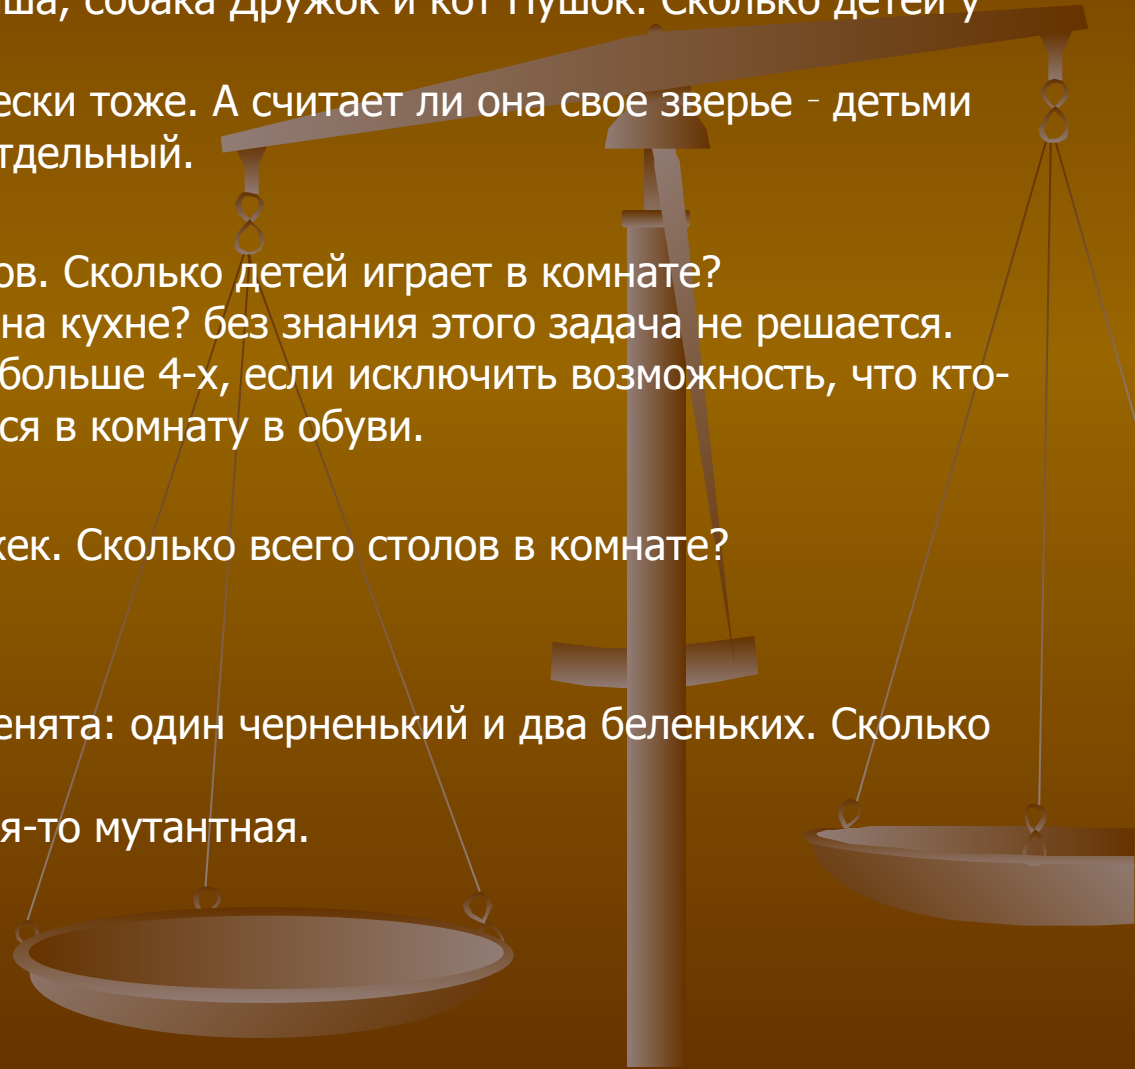 ша, собака Дружок и кот Пушок. Сколько детей у
ески тоже. А считает ли она свое зверье - детьми
тдельный.
ов. Сколько детей играет в комнате?
на кухне? без знания этого задача не решается.
больше 4-х, если исключить возможность, что кто-
ся в комнату в обуви.
жек. Сколько всего столов в комнате?
енята: один черненький и два беленьких. Сколько
я-то мутантная.